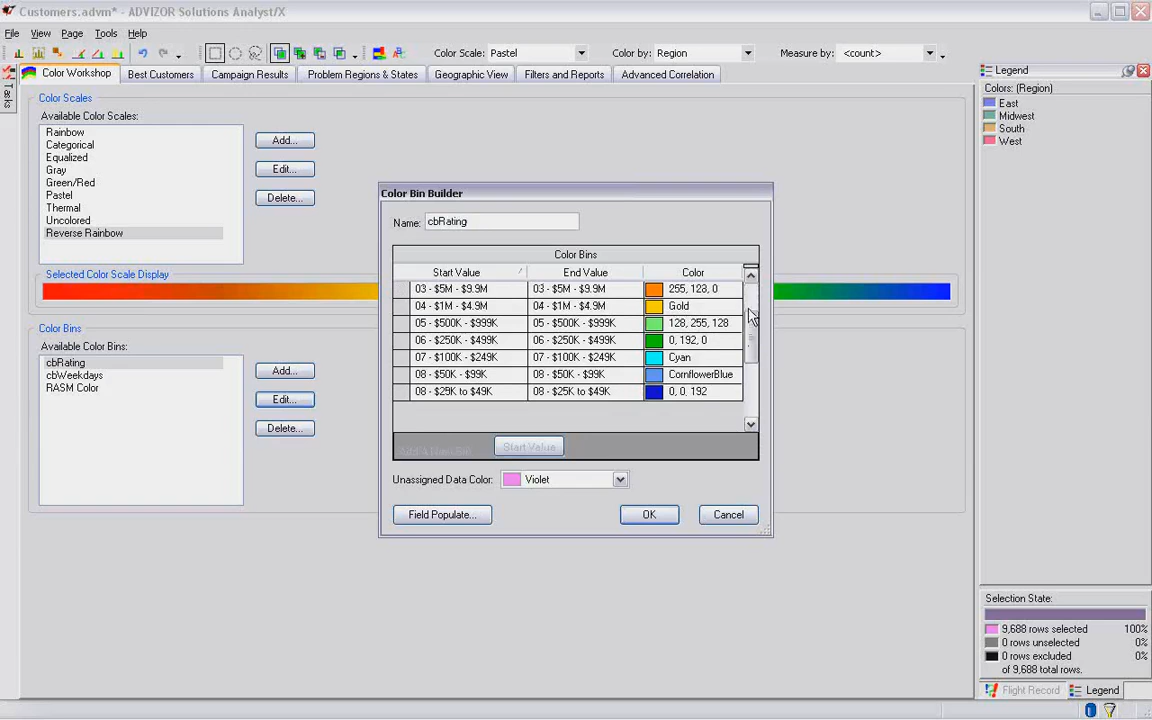 Customers.advm* - ADVIZOR Solutions Analyst/X
File View Page Tools Help
Color Scale: Pastel Color by: Region Measure by: <count>
Color Workshop Best Customers Campaign Results Problem Regions & States Geographic View Filters and Reports Advanced Correlation
Tasks
Color Scales
Available Color Scales:
Rainbow
Categorical
Equalized
Gray
Green/Red
Pastel
Thermal
Uncolored
Reverse Rainbow
Add...
Edit...
Delete...
Selected Color Scale Display
Color Bins
Available Color Bins:
cbRating
cbWeekdays
RASM Color
Add...
Edit...
Delete...
Color Bin Builder
Name: cbRating
Color Bins
Start Value End Value Color
03 - $5M - $9.9M 03 - $5M - $9.9M 255, 128, 0
04 - $1M - $4.9M 04 - $1M - $4.9M Gold
05 - $500K - $999K 05 - $500K - $999K 128, 255, 128
06 - $250K - $499K 06 - $250K - $499K 0, 192, 0
07 - $100K - $249K 07 - $100K - $249K Cyan
08 - $50K - $99K 08 - $50K - $99K CornflowerBlue
08 - $25K to $49K 08 - $25K to $49K 0, 0, 192
Add A New Bin Start Value
Unassigned Data Color: Violet
Field Populate... OK Cancel
Legend
Colors: (Region)
East
Midwest
South
West
Selection State:
9,688 rows selected 100%
0 rows unselected 0%
0 rows excluded 0%
of 9,688 total rows.
Flight Record Legend